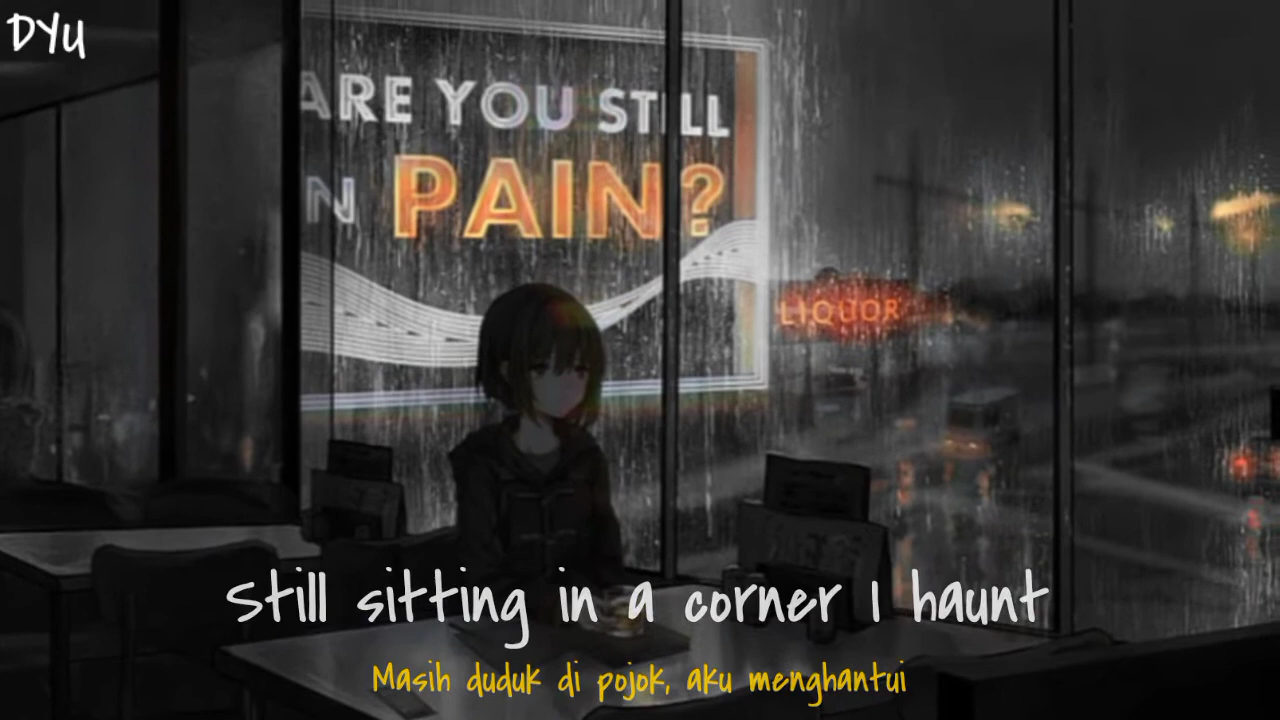 DYU
ARE YOU STILL
N PAIN?
LIQUOR
Still sitting in a corner I haunt
Masih duduk di pojok, aku menghantui